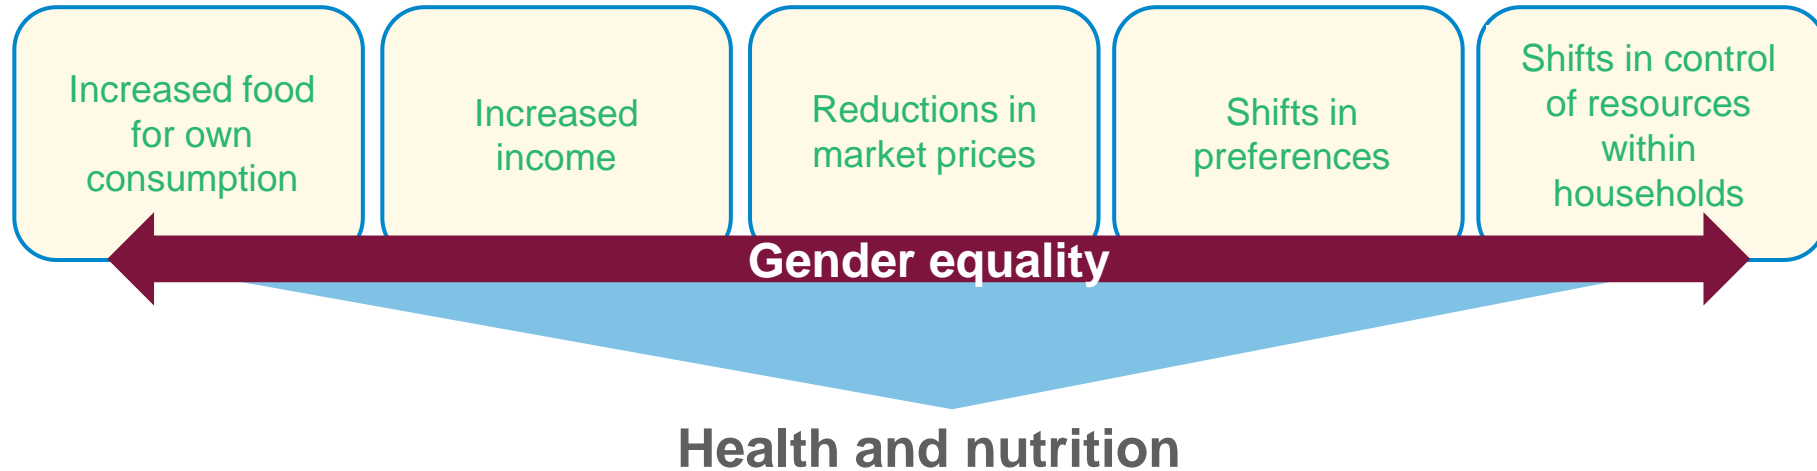 Increased food
for own
consumption
Increased
income
Reductions in
market prices
Shifts in
preferences
Shifts in control
of resources
within
households
Gender equality
Health and nutrition